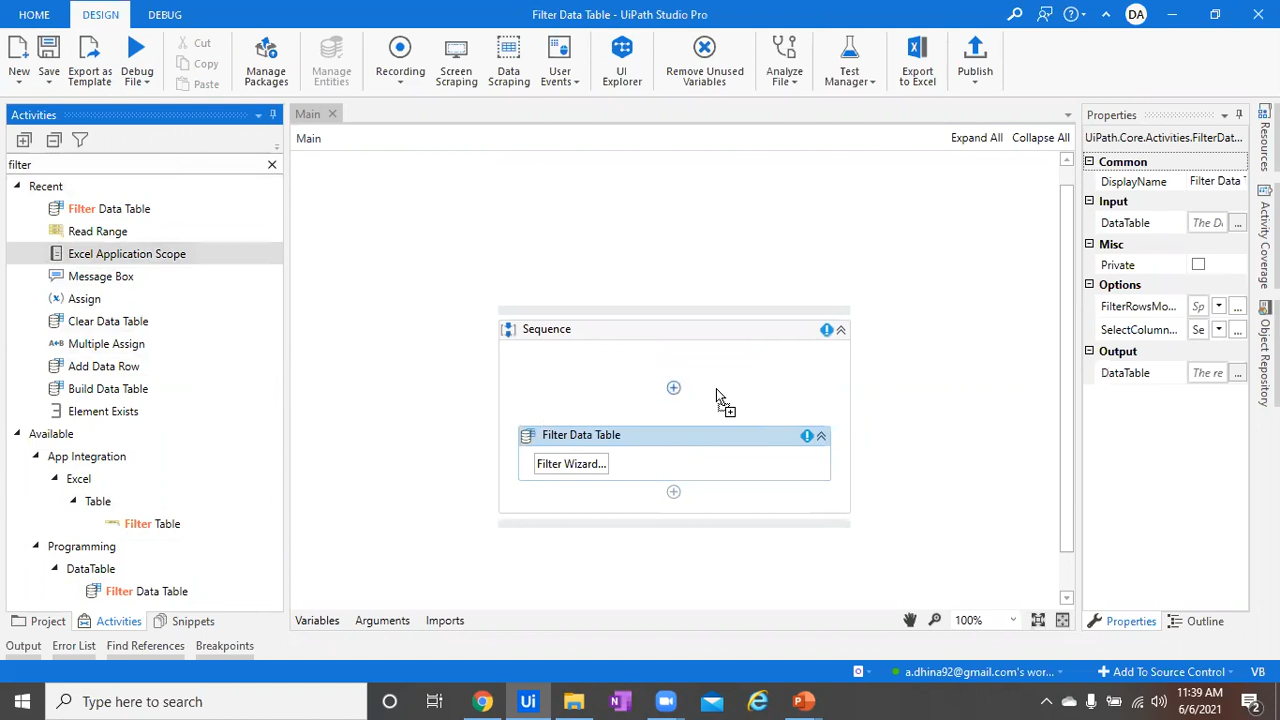 HOME
DESIGN
DEBUG
Filter Data Table - UiPath Studio Pro
DA
New
Save
Export as Template
Debug File
Cut
Copy
Paste
Manage Packages
Manage Entities
Recording
Screen Scraping
Data Scraping
User Events
UI Explorer
Remove Unused Variables
Analyze File
Test Manager
Export to Excel
Publish
Activities
filter
Recent
Filter Data Table
Read Range
Excel Application Scope
Message Box
Assign
Clear Data Table
Multiple Assign
Add Data Row
Build Data Table
Element Exists
Available
App Integration
Excel
Table
Filter Table
Programming
DataTable
Filter Data Table
Project
Activities
Snippets
Main
Main
Expand All
Collapse All
Sequence
Filter Data Table
Filter Wizard...
Variables
Arguments
Imports
100%
Properties
UiPath.Core.Activities.FilterDat...
Common
DisplayName
Filter Data
Input
DataTable
The D
...
Misc
Private
Options
FilterRowsMo...
Sp
...
SelectColumn...
Se
...
Output
DataTable
The re
...
Properties
Outline
Resources
Activity Coverage
Object Repository
Output
Error List
Find References
Breakpoints
a.dhina92@gmail.com's wor...
Add To Source Control
VB
Type here to search
Ui
11:39 AM
6/6/2021
2